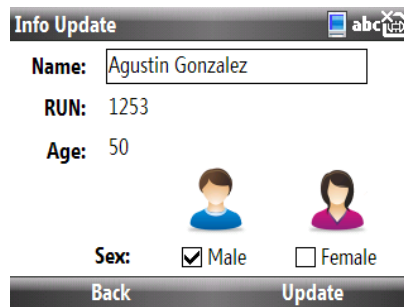 Info Update abc
Name: Agustin Gonzalez
RUN: 1253
Age: 50
Sex: Male Female
Back Update